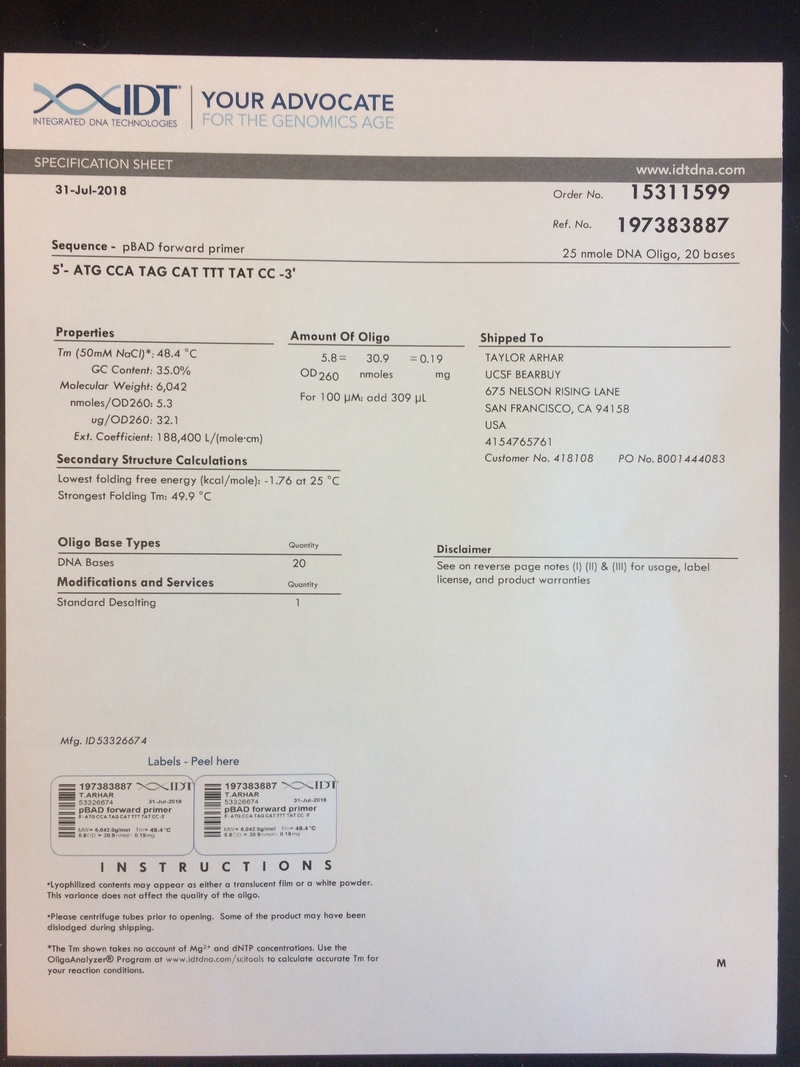 IDT®
INTEGRATED DNA TECHNOLOGIES
YOUR ADVOCATE
FOR THE GENOMICS AGE
SPECIFICATION SHEET
www.idtdna.com
31-Jul-2018
Order No. 15311599
Ref. No. 197383887
Sequence - pBAD forward primer
25 nmole DNA Oligo, 20 bases
5'- ATG CCA TAG CAT TTT TAT CC -3'
Properties
Tm (50mM NaCl)*: 48.4 °C
GC Content: 35.0%
Molecular Weight: 6,042
nmoles/OD260: 5.3
ug/OD260: 32.1
Ext. Coefficient: 188,400 L/(mole·cm)
Secondary Structure Calculations
Lowest folding free energy (kcal/mole): -1.76 at 25 °C
Strongest Folding Tm: 49.9 °C
Amount Of Oligo
5.8 = 30.9 = 0.19
OD260 nmoles mg
For 100 µM: add 309 µL
Shipped To
TAYLOR ARHAR
UCSF BEARBUY
675 NELSON RISING LANE
SAN FRANCISCO, CA 94158
USA
4154765761
Customer No. 418108 PO No. B001444083
Oligo Base Types Quantity
DNA Bases 20
Modifications and Services Quantity
Standard Desalting 1
Disclaimer
See on reverse page notes (I) (II) & (III) for usage, label
license, and product warranties
Mfg. ID 53326674
Labels - Peel here
197383887 IDT
T.ARHAR
53326674 31-Jul-2018
pBAD forward primer
5'-ATG CCA TAG CAT TTT TAT CC -3'
MW= 6,042.0g/mol Tm= 48.4°C
5.8OD = 30.9nmol= 0.19mg
197383887 IDT
T.ARHAR
53326674 31-Jul-2018
pBAD forward primer
5'-ATG CCA TAG CAT TTT TAT CC -3'
MW= 6,042.0g/mol Tm= 48.4°C
5.8OD = 30.9nmol= 0.19mg
INSTRUCTIONS
•Lyophilized contents may appear as either a translucent film or a white powder.
This variance does not affect the quality of the oligo.
•Please centrifuge tubes prior to opening. Some of the product may have been
dislodged during shipping.
*The Tm shown takes no account of Mg2+ and dNTP concentrations. Use the
OligoAnalyzer® Program at www.idtdna.com/scitools to calculate accurate Tm for
your reaction conditions.
M